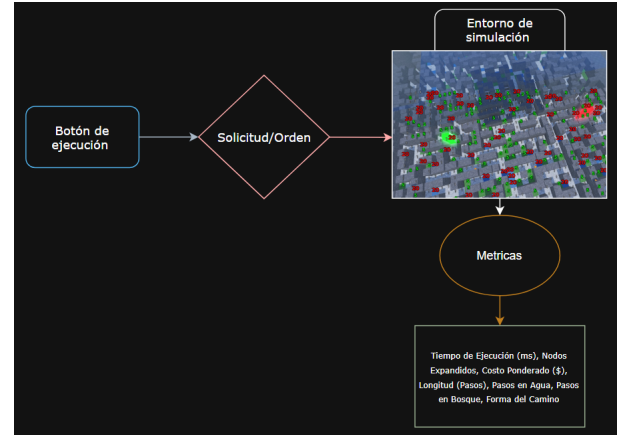 Entorno de
simulación
Botón de
ejecución
Solicitud/Orden
Metricas
Tiempo de Ejecución (ms), Nodos
Expandidos, Costo Ponderado ($),
Longitud (Pasos), Pasos en Agua, Pasos
en Bosque, Forma del Camino